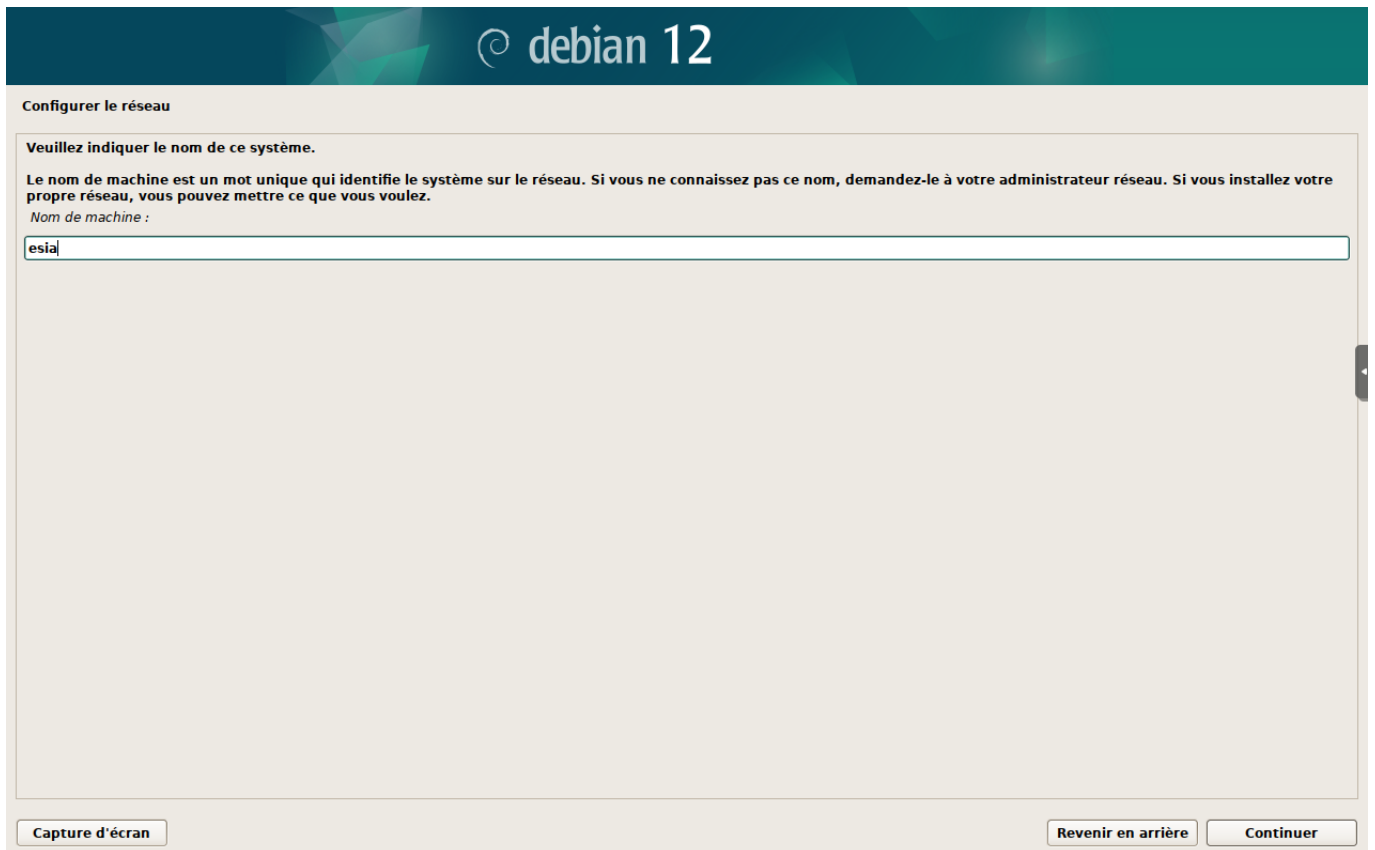 debian 12
Configurer le réseau
Veuillez indiquer le nom de ce système.
Le nom de machine est un mot unique qui identifie le système sur le réseau. Si vous ne connaissez pas ce nom, demandez-le à votre administrateur réseau. Si vous installez votre
propre réseau, vous pouvez mettre ce que vous voulez.
Nom de machine :
esia
Capture d'écran
Revenir en arrière
Continuer